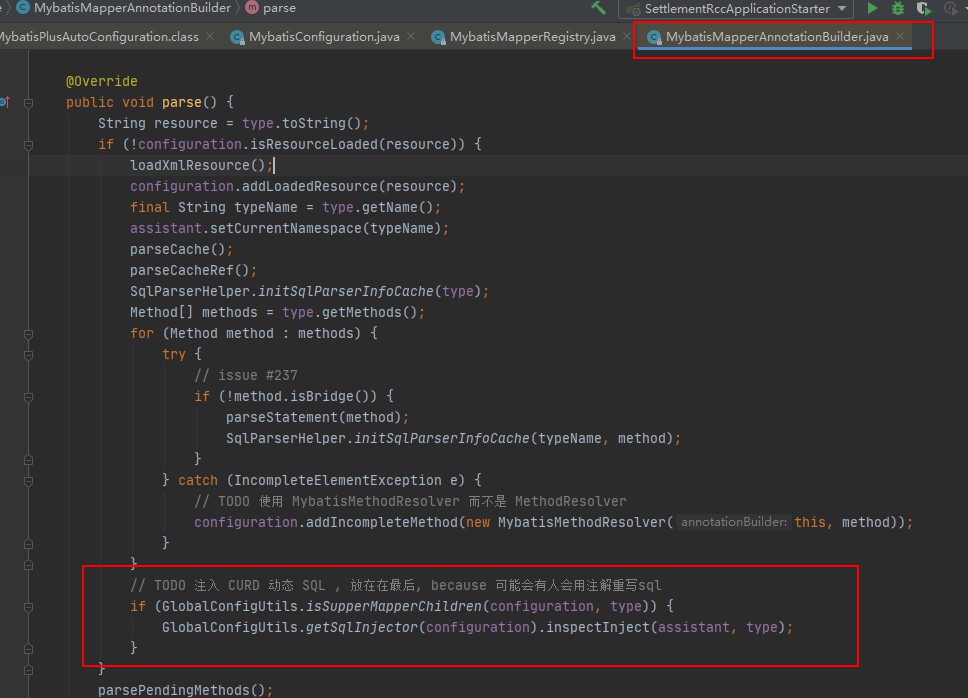 MybatisMapperAnnotationBuilder parse SettlementRccApplicationStarter
MybatisPlusAutoConfiguration.class MybatisConfiguration.java MybatisMapperRegistry.java MybatisMapperAnnotationBuilder.java
@Override
public void parse() {
String resource = type.toString();
if (!configuration.isResourceLoaded(resource)) {
loadXmlResource();
configuration.addLoadedResource(resource);
final String typeName = type.getName();
assistant.setCurrentNamespace(typeName);
parseCache();
parseCacheRef();
SqlParserHelper.initSqlParserInfoCache(type);
Method[] methods = type.getMethods();
for (Method method : methods) {
try {
// issue #237
if (!method.isBridge()) {
parseStatement(method);
SqlParserHelper.initSqlParserInfoCache(typeName, method);
}
} catch (IncompleteElementException e) {
// TODO 使用 MybatisMethodResolver 而不是 MethodResolver
configuration.addIncompleteMethod(new MybatisMethodResolver( annotationBuilder: this, method));
}
}
// TODO 注入 CURD 动态 SQL , 放在在最后, because 可能会有人会用注解重写sql
if (GlobalConfigUtils.isSupperMapperChildren(configuration, type)) {
GlobalConfigUtils.getSqlInjector(configuration).inspectInject(assistant, type);
}
}
parsePendingMethods();